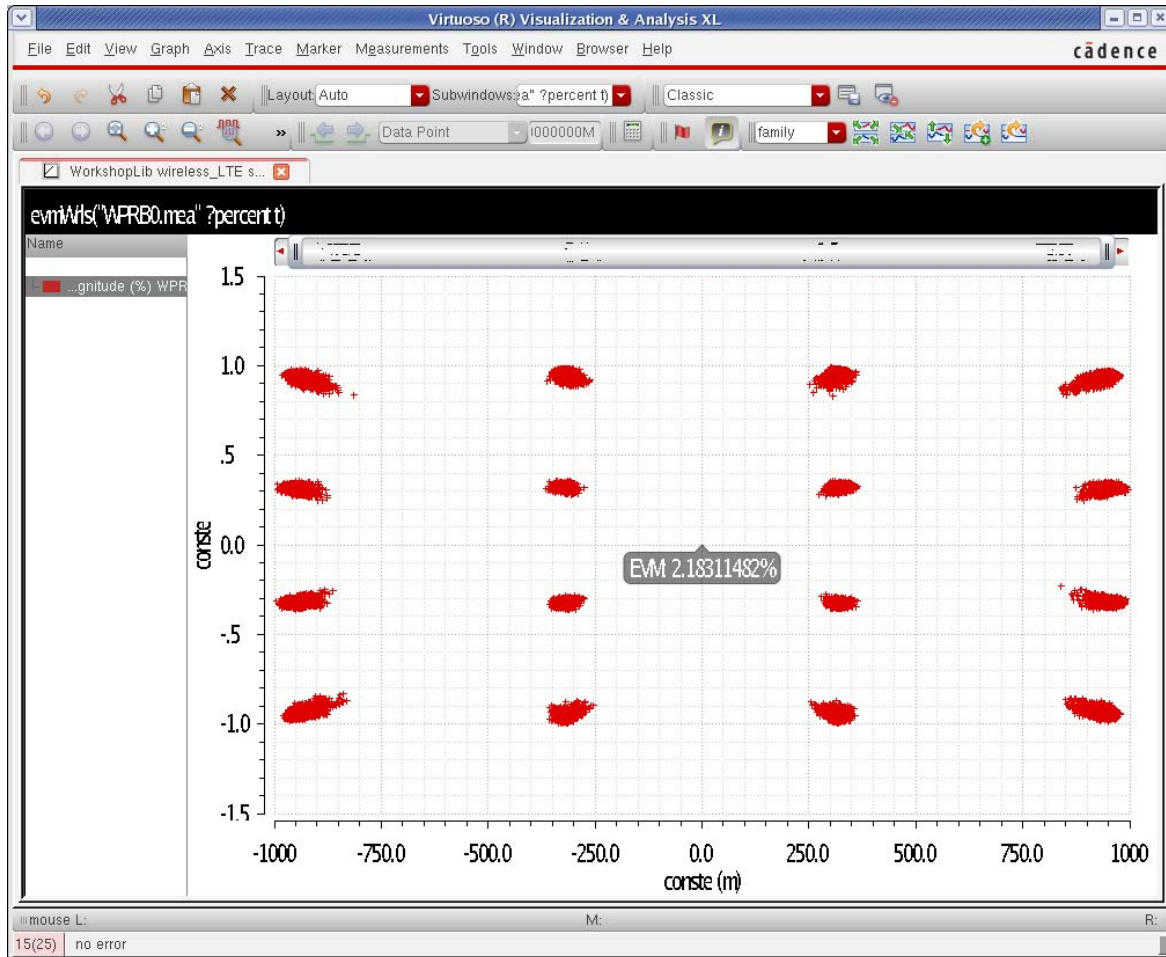 Virtuoso (R) Visualization & Analysis XL
File Edit View Graph Axis Trace Marker Measurements Tools Window Browser Help
cādence
Layout: Auto Subwindows: a" ?percent t) Classic
» Data Point 000000M family
WorkshopLib wireless_LTE s...
evmWrls("WPRB0.mea" ?percent t)
Name
...gnitude (%) WPR
1.5
1.0
.5
0.0
-.5
-1.0
-1.5
conste
EVM 2.18311482%
-1000 -750.0 -500.0 -250.0 0.0 250.0 500.0 750.0 1000
conste (m)
mouse L: M: R:
15(25) no error